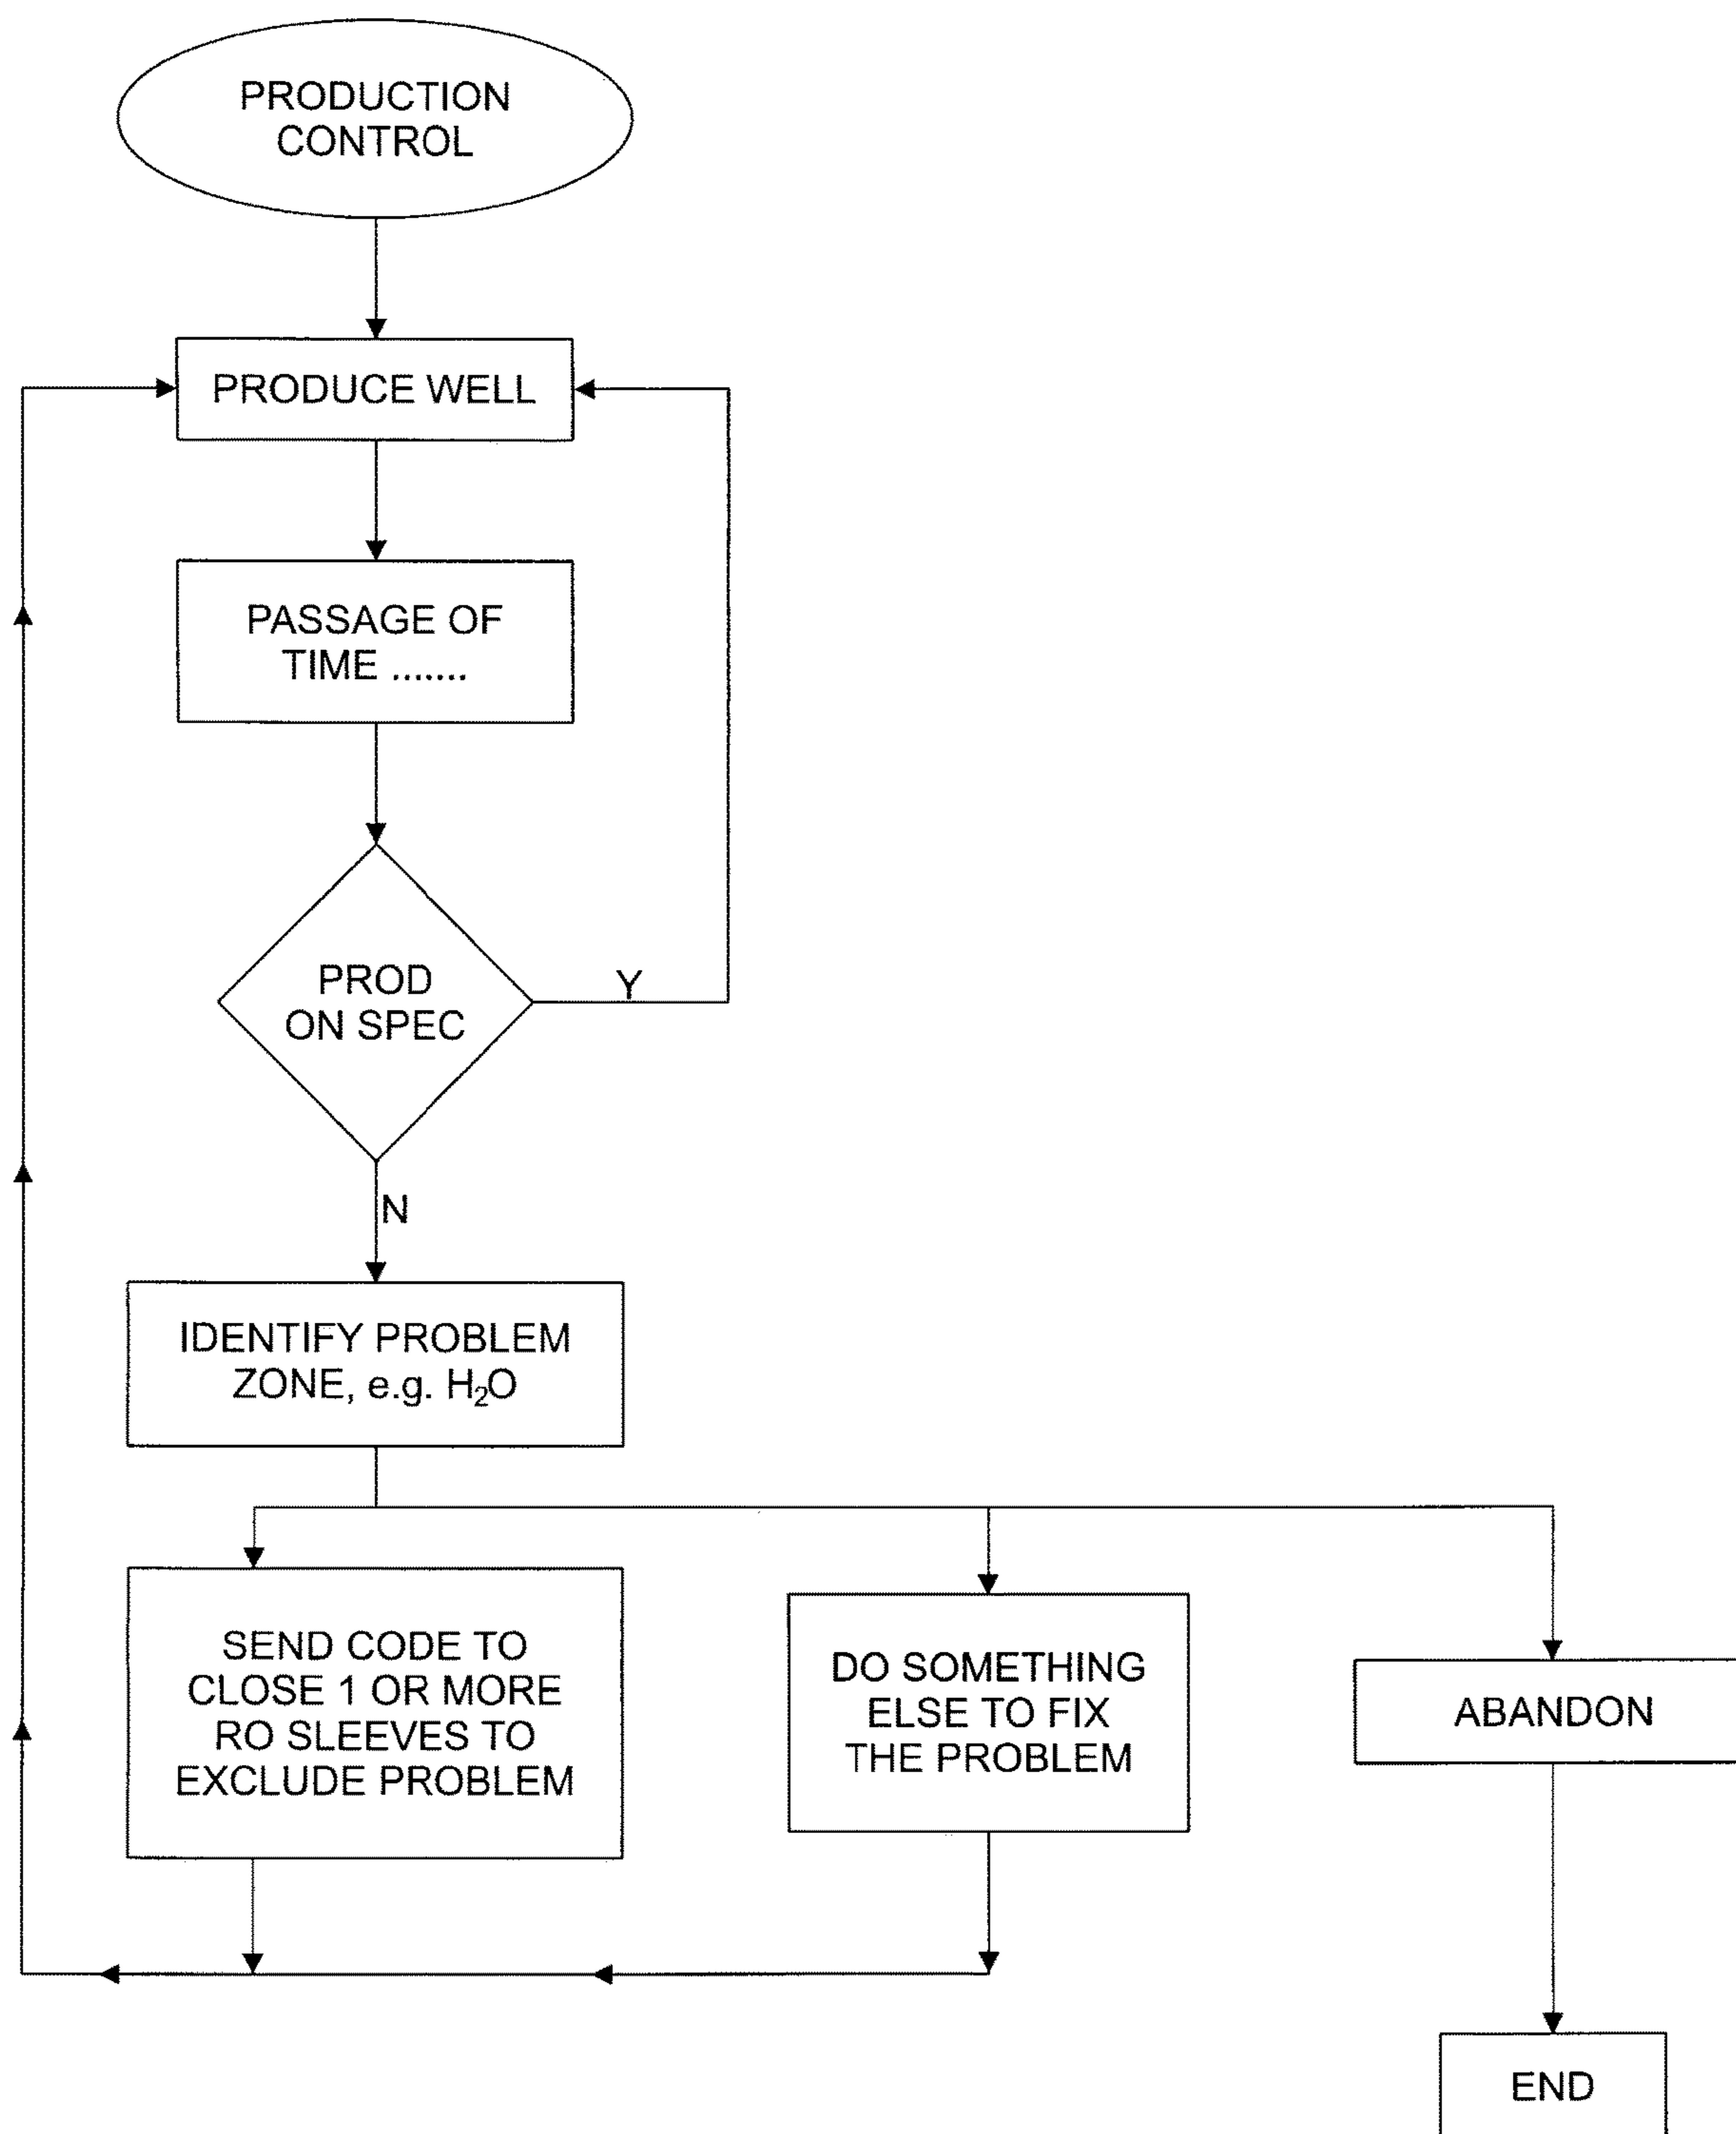 PRODUCTION
CONTROL
PRODUCE WELL
PASSAGE OF
TIME .......
PROD
ON SPEC
Y
N
IDENTIFY PROBLEM
ZONE, e.g. H₂O
SEND CODE TO
CLOSE 1 OR MORE
RO SLEEVES TO
EXCLUDE PROBLEM
DO SOMETHING
ELSE TO FIX
THE PROBLEM
ABANDON
END